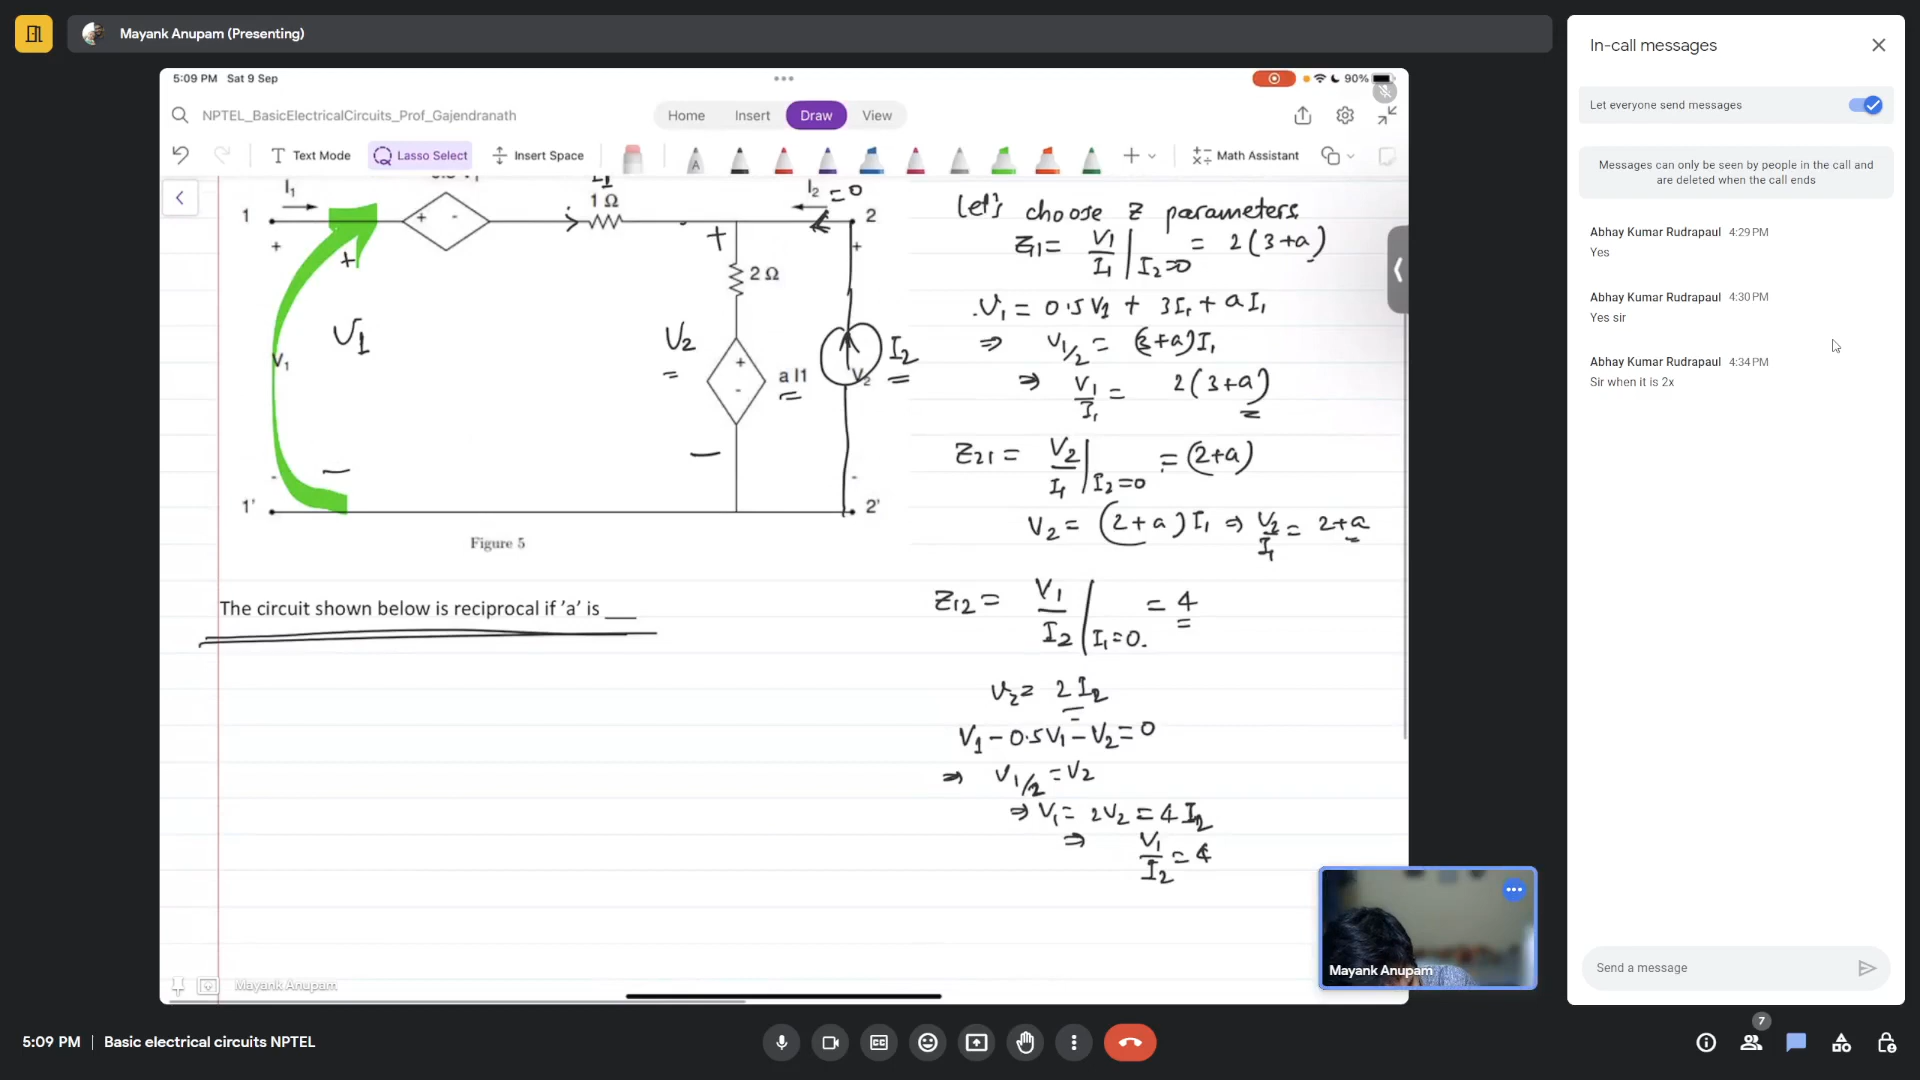 Mayank Anupam (Presenting)
5:09 PM Sat 9 Sep
90%
NPTEL_BasicElectricalCircuits_Prof_Gajendranath
Home Insert Draw View
Text Mode Lasso Select Insert Space Math Assistant
I1
1 Ω
I2 = 0
1
2
+
+
+
+
+ -
2 Ω
V1
V1
V2
+
-
a I1
V2
I2
-
-
1'
2'
Figure 5
The circuit shown below is reciprocal if 'a' is ___
Let's choose Z parameters
V1/I1 | I2=0 = 2(3+a)
V1 = 0.5V1 + 3I1 + aI1
⇒ V1/2 = (3+a)I1
⇒ V1/I1 = 2(3+a)
Z21 = V2/I1 | I2=0 = (2+a)
V2 = (2+a)I1 ⇒ V2/I1 = 2+a
Z12 = V1/I2 | I1=0. = 4
V2 = 2I2
V1 - 0.5V1 - V2 = 0
⇒ V1/2 = V2
⇒ V1 = 2V2 = 4I2
⇒ V1/I2 = 4
Mayank Anupam
Mayank Anupam
In-call messages
Let everyone send messages
Messages can only be seen by people in the call and
are deleted when the call ends
Abhay Kumar Rudrapaul 4:29 PM
Yes
Abhay Kumar Rudrapaul 4:30 PM
Yes sir
Abhay Kumar Rudrapaul 4:34 PM
Sir when it is 2x
Send a message
5:09 PM | Basic electrical circuits NPTEL
7